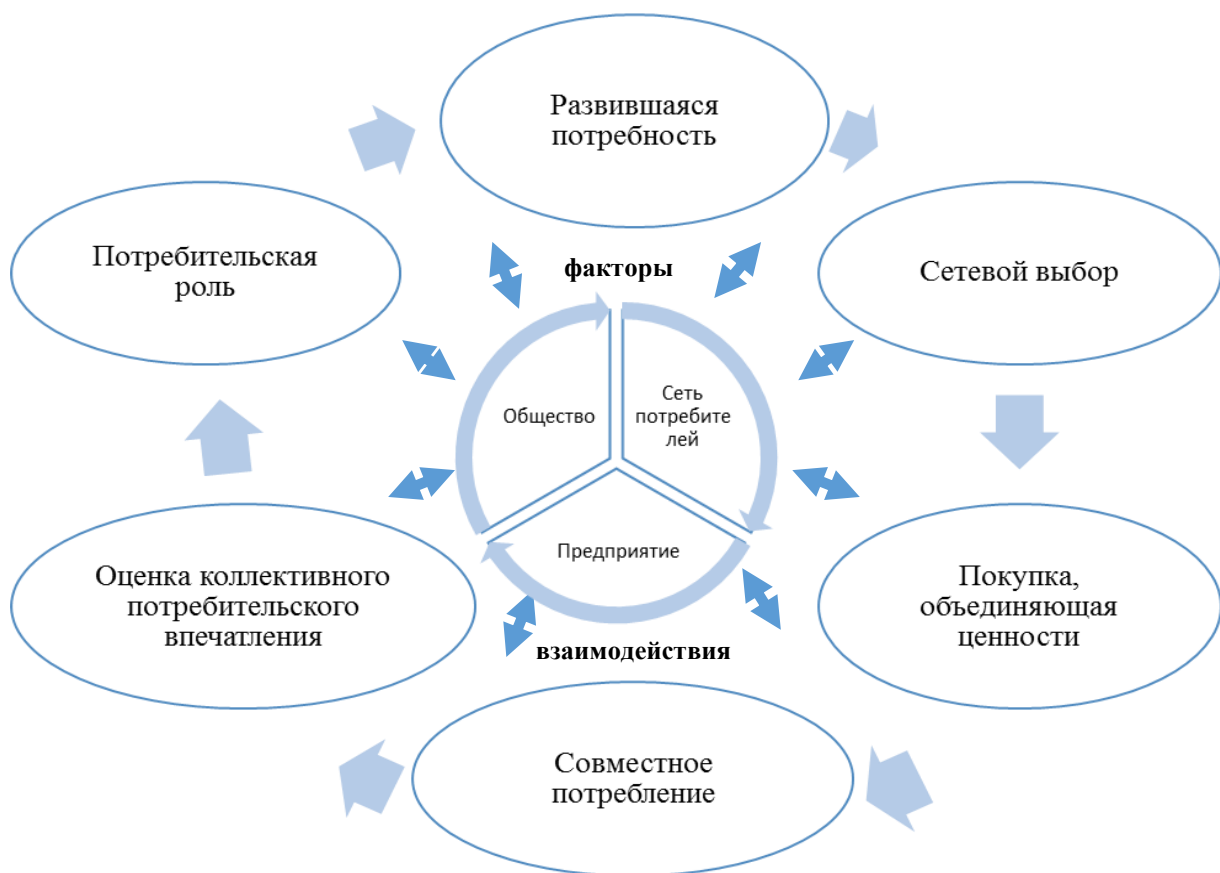 Развившаяся
потребность
Потребительская
роль
факторы
Сетевой выбор
Общество
Сеть
потребите
лей
Предприятие
Оценка коллективного
потребительского
впечатления
Покупка,
объединяющая
ценности
взаимодействия
Совместное
потребление